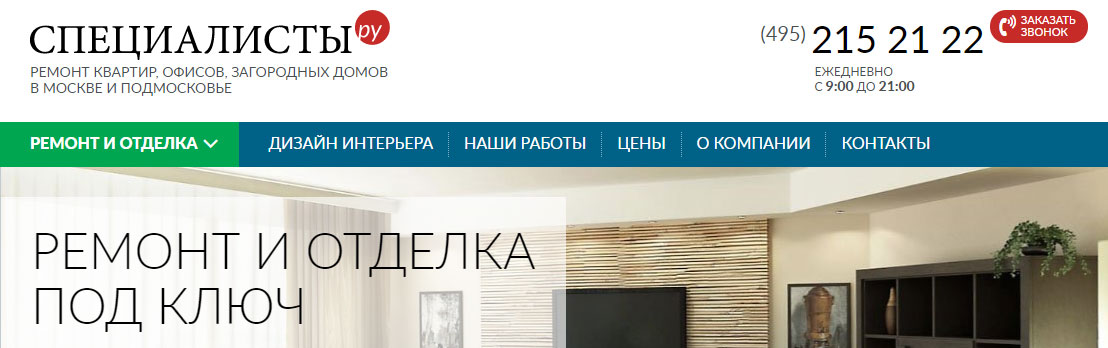 СПЕЦИАЛИСТЫ ру
РЕМОНТ КВАРТИР, ОФИСОВ, ЗАГОРОДНЫХ ДОМОВ
В МОСКВЕ И ПОДМОСКОВЬЕ
(495) 215 21 22
ЕЖЕДНЕВНО
С 9:00 ДО 21:00
ЗАКАЗАТЬ
ЗВОНОК
РЕМОНТ И ОТДЕЛКА
ДИЗАЙН ИНТЕРЬЕРА
НАШИ РАБОТЫ
ЦЕНЫ
О КОМПАНИИ
КОНТАКТЫ
РЕМОНТ И ОТДЕЛКА
ПОД КЛЮЧ